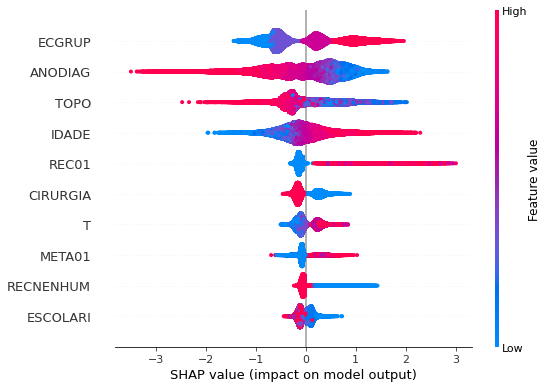 High
ECGRUP
ANODIAG
TOPO
IDADE
REC01
CIRURGIA
T
META01
RECNENHUM
ESCOLARI
Feature value
Low
−3 −2 −1 0 1 2 3
SHAP value (impact on model output)